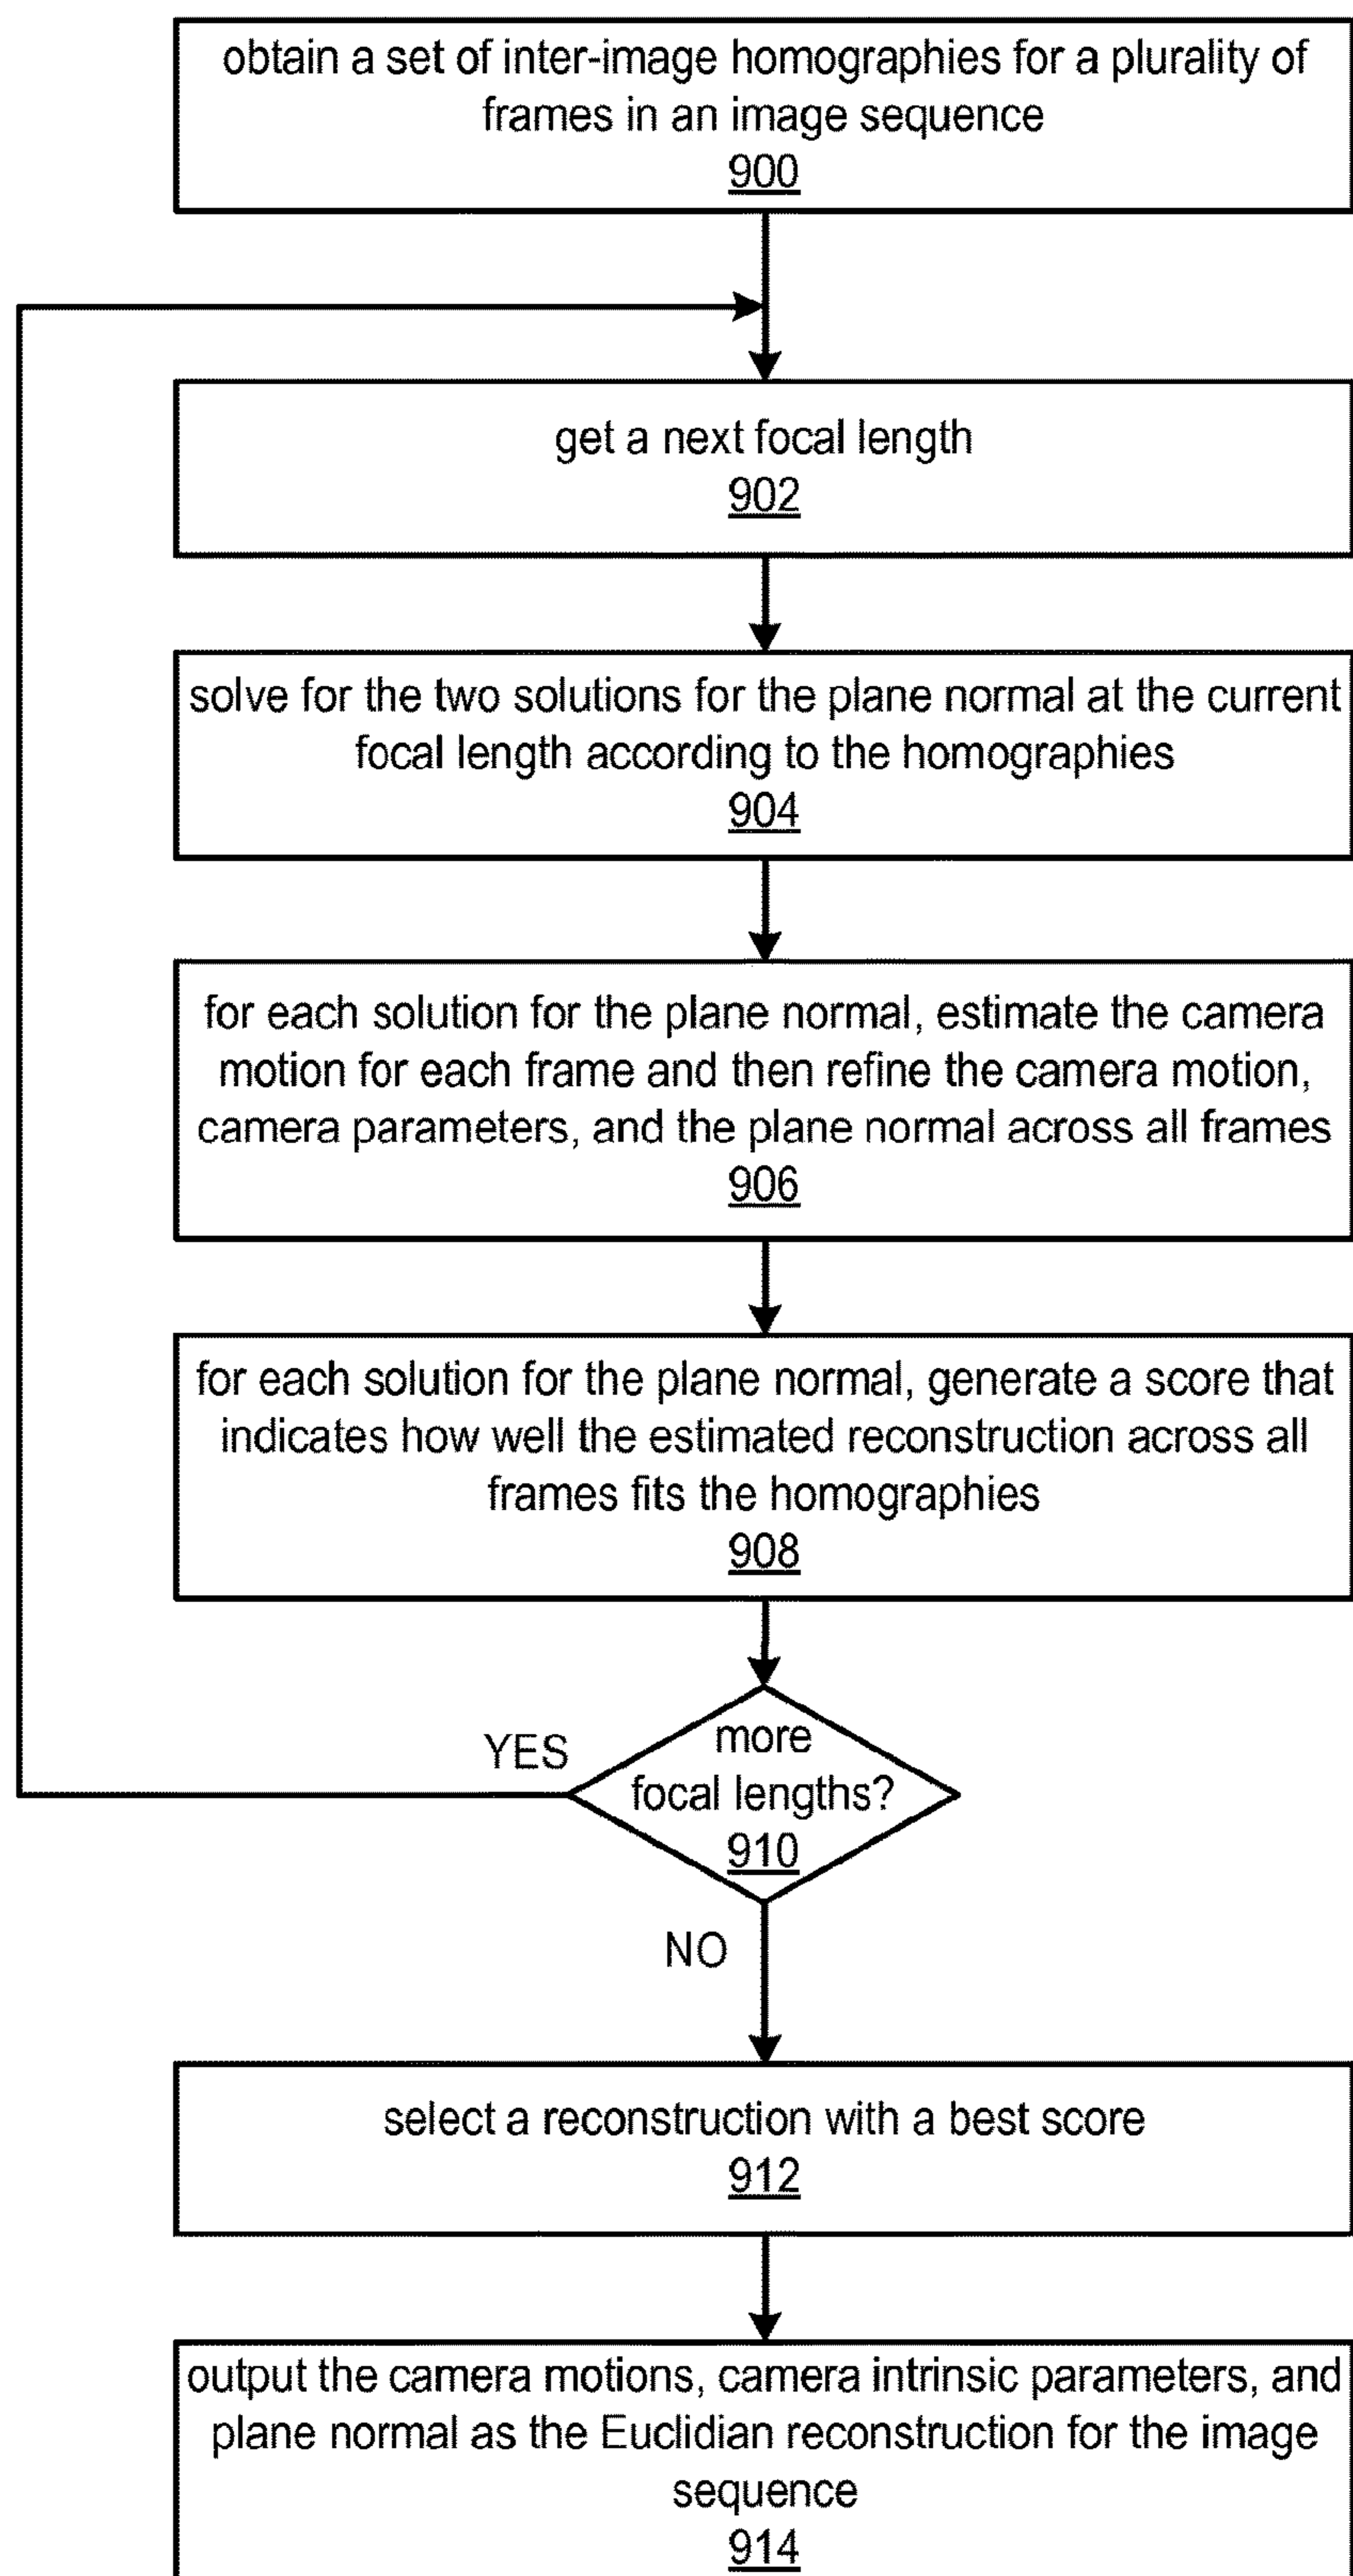 obtain a set of inter-image homographies for a plurality of
frames in an image sequence
900
get a next focal length
902
solve for the two solutions for the plane normal at the current
focal length according to the homographies
904
for each solution for the plane normal, estimate the camera
motion for each frame and then refine the camera motion,
camera parameters, and the plane normal across all frames
906
for each solution for the plane normal, generate a score that
indicates how well the estimated reconstruction across all
frames fits the homographies
908
YES
more
focal lengths?
910
NO
select a reconstruction with a best score
912
output the camera motions, camera intrinsic parameters, and
plane normal as the Euclidian reconstruction for the image
sequence
914